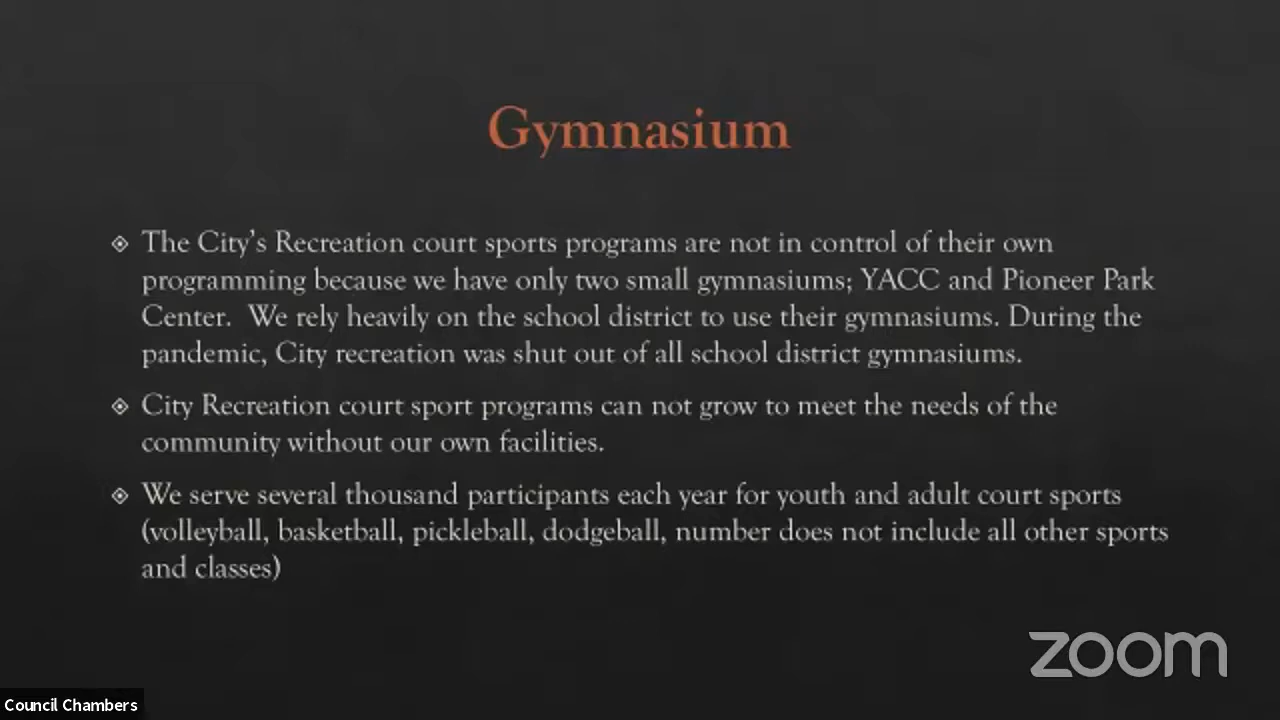 Gymnasium
The City's Recreation court sports programs are not in control of their own
programming because we have only two small gymnasiums; YACC and Pioneer Park
Center.  We rely heavily on the school district to use their gymnasiums. During the
pandemic, City recreation was shut out of all school district gymnasiums.
City Recreation court sport programs can not grow to meet the needs of the
community without our own facilities.
We serve several thousand participants each year for youth and adult court sports
(volleyball, basketball, pickleball, dodgeball, number does not include all other sports
and classes)
zoom
Council Chambers